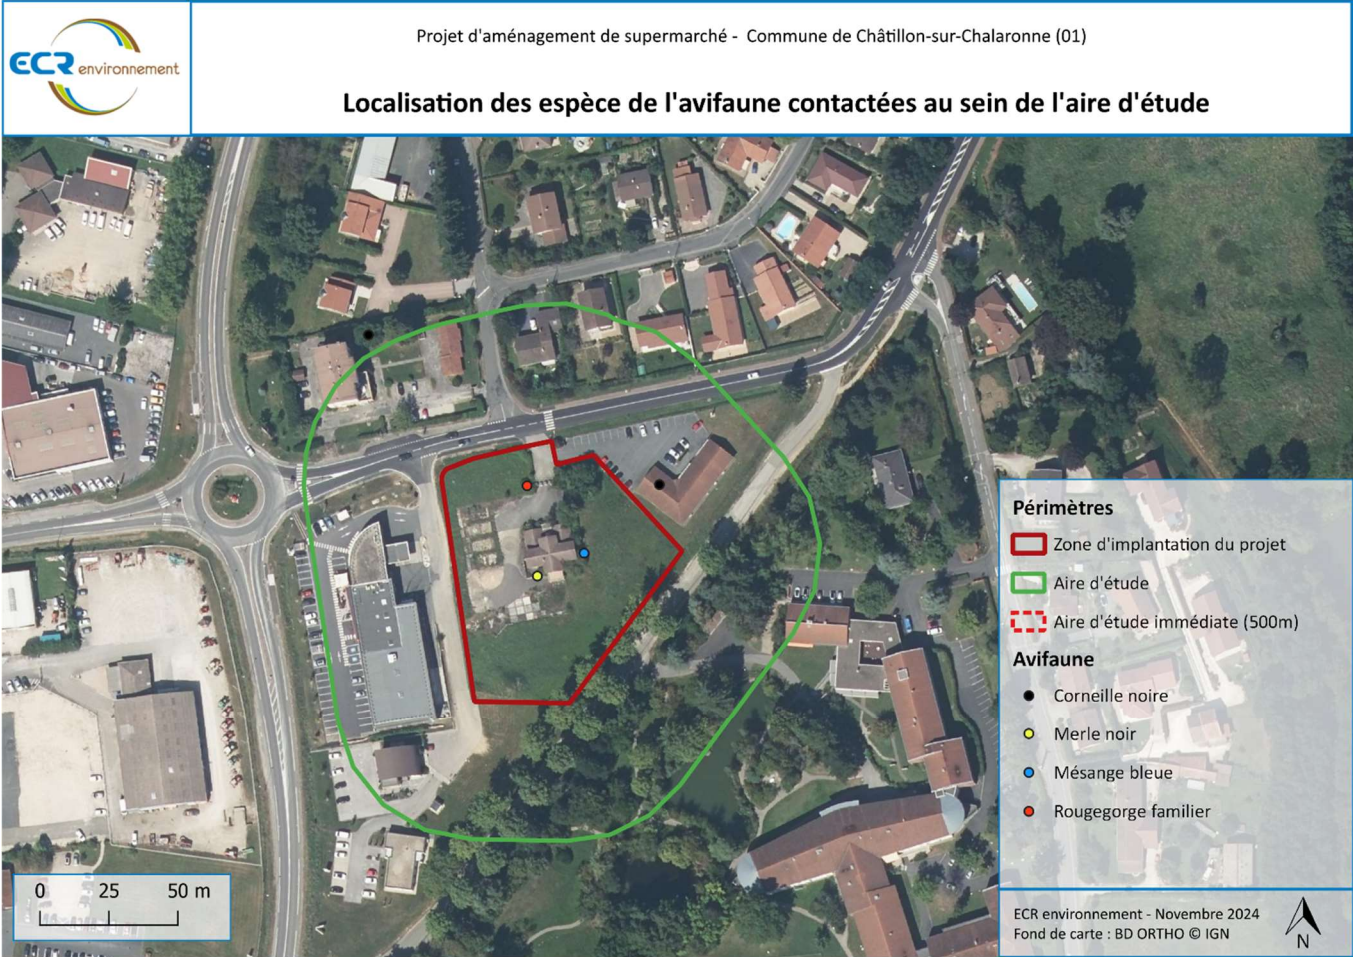 ECR environnement
Projet d'aménagement de supermarché - Commune de Châtillon-sur-Chalaronne (01)
Localisation des espèce de l'avifaune contactées au sein de l'aire d'étude
Périmètres
Zone d'implantation du projet
Aire d'étude
Aire d'étude immédiate (500m)
Avifaune
Corneille noire
Merle noir
Mésange bleue
Rougegorge familier
0 25 50 m
ECR environnement - Novembre 2024
Fond de carte : BD ORTHO © IGN
N